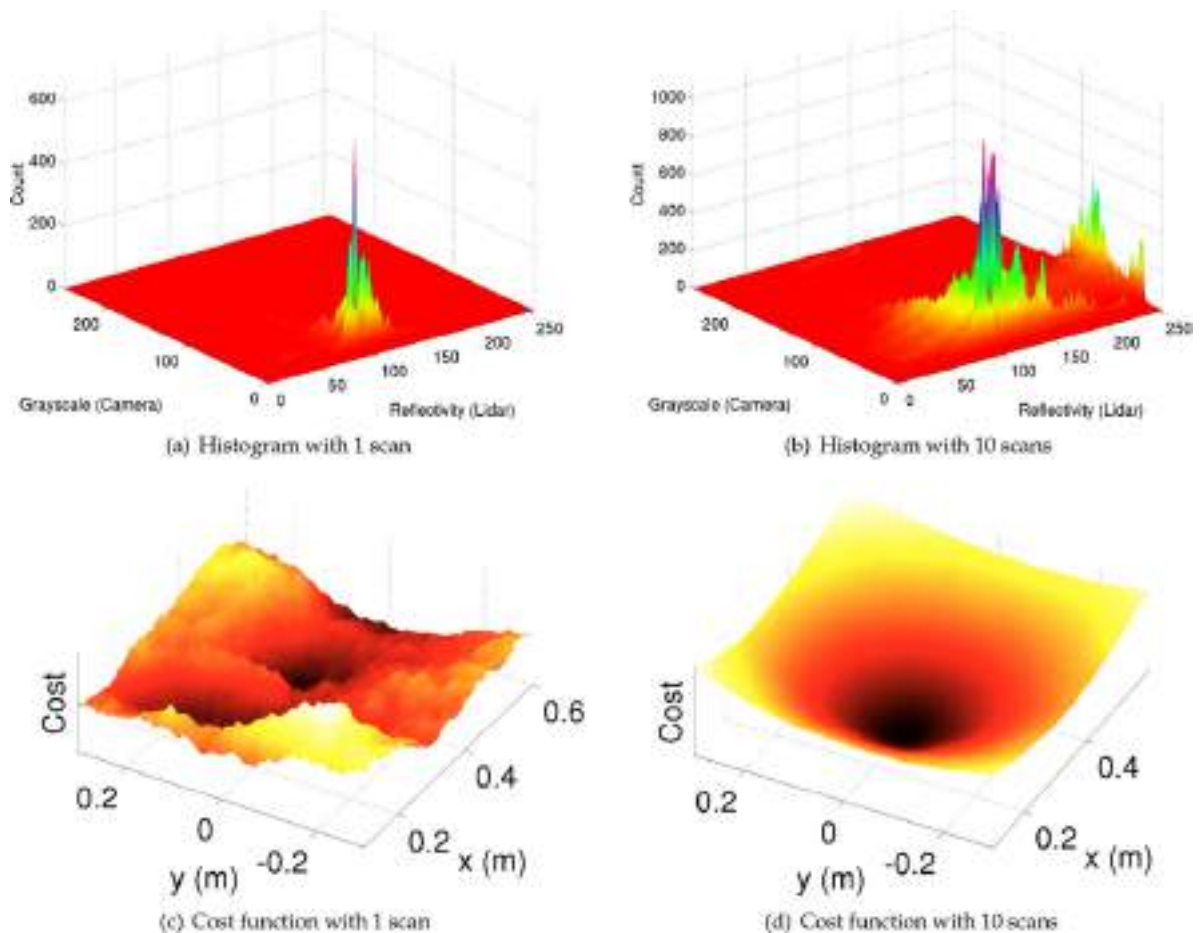 600
400
200
0
Count
200
100
0
Grayscale (Camera)
0
50
100
150
200
250
Reflectivity (Lidar)
(a) Histogram with 1 scan
1000
800
600
400
200
0
Count
200
100
0
Grayscale (Camera)
0
50
100
150
200
250
Reflectivity (Lidar)
(b) Histogram with 10 scans
Cost
0.2
0
-0.2
y (m)
0.2
0.4
0.6
x (m)
(c) Cost function with 1 scan
Cost
0.2
0
-0.2
y (m)
0.2
0.4
x (m)
(d) Cost function with 10 scans